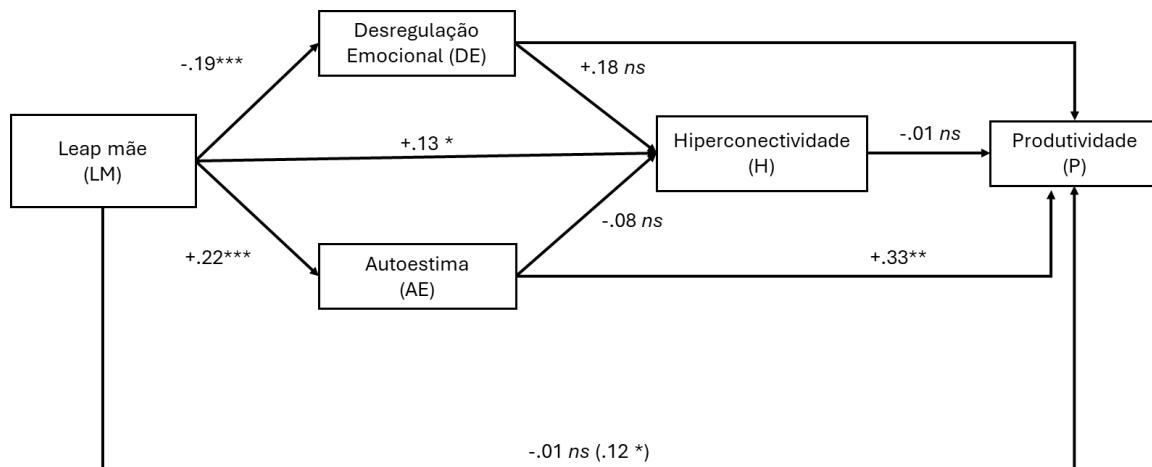 Desregulação
Emocional (DE)
-.19***
+.18 ns
Leap mãe
(LM)
+.13 *
Hiperconectividade
(H)
-.01 ns
Produtividade
(P)
-.08 ns
+.22***
Autoestima
(AE)
+.33**
-.01 ns (.12 *)